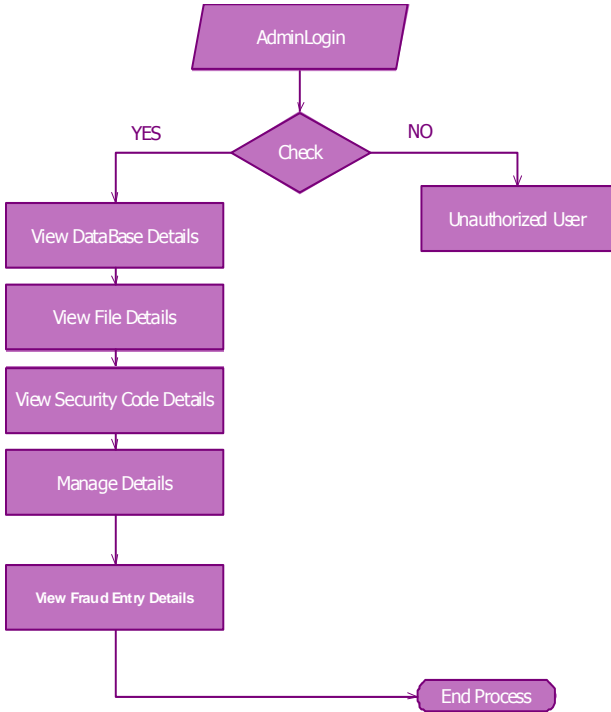 AdminLogin
Check
YES
NO
View DataBase Details
Unauthorized User
View File Details
View Security Code Details
Manage Details
View Fraud Entry Details
End Process